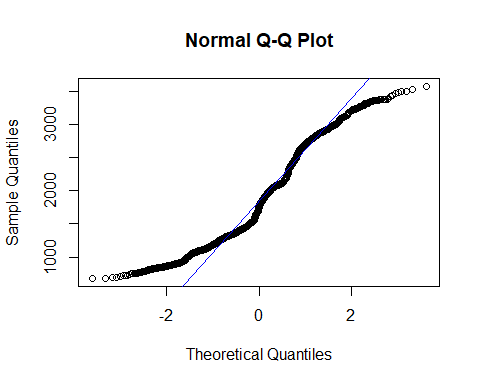 Normal Q-Q Plot
Sample Quantiles
3000
2000
1000
-2 0 2
Theoretical Quantiles